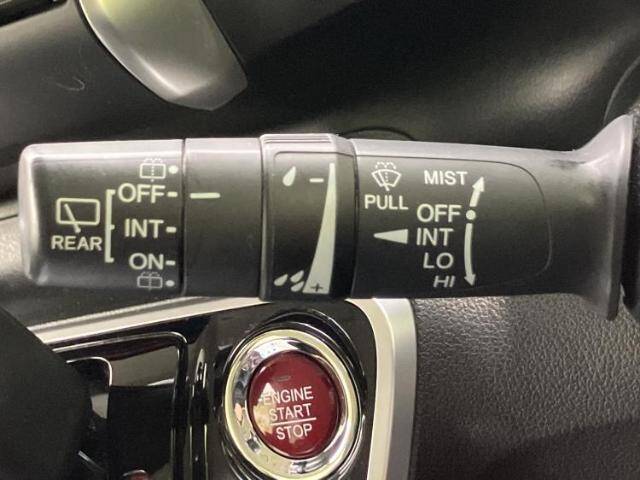 REAR
OFF
INT
ON
−
+
PULL
MIST
OFF
INT
LO
HI
ENGINE
START
STOP